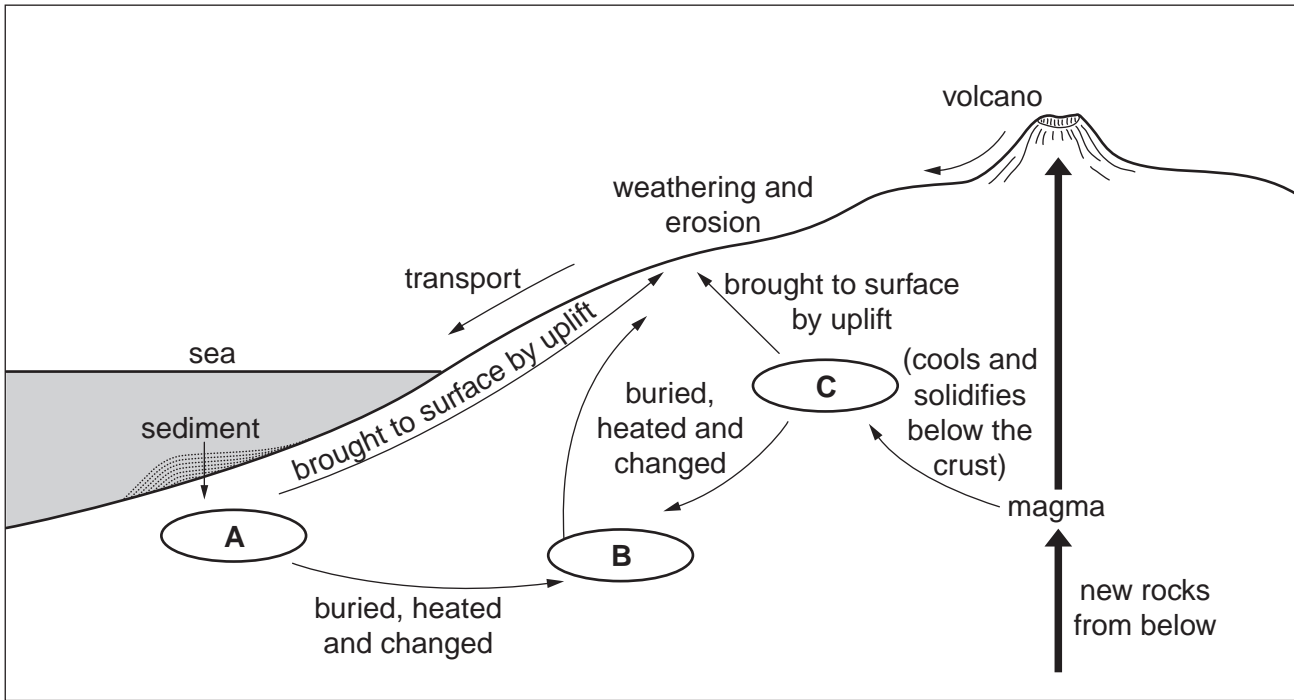 volcano
weathering and
erosion
transport
brought to surface
by uplift
sea
brought to surface by uplift
(cools and
solidifies
below the
crust)
C
buried,
heated and
changed
sediment
magma
A
B
buried, heated
and changed
new rocks
from below